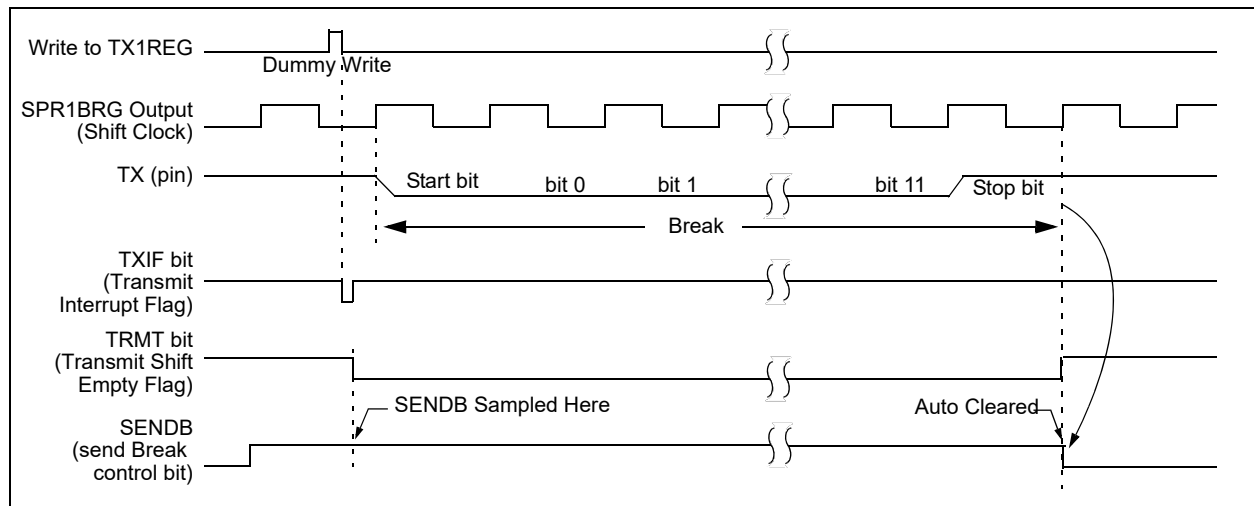 Write to TX1REG
Dummy Write
SPR1BRG Output
(Shift Clock)
TX (pin)
Start bit bit 0 bit 1 bit 11 Stop bit
Break
TXIF bit
(Transmit
Interrupt Flag)
TRMT bit
(Transmit Shift
Empty Flag)
SENDB Sampled Here Auto Cleared
SENDB
(send Break
control bit)